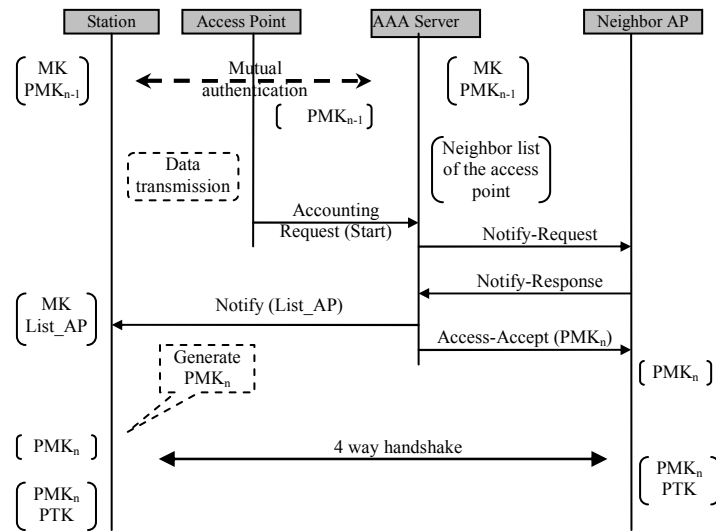 Station
Access Point
AAA Server
Neighbor AP
MK
PMKn-1
Mutual
authentication
PMKn-1
MK
PMKn-1
Data
transmission
Neighbor list
of the access
point
Accounting
Request (Start)
Notify-Request
Notify-Response
MK
List_AP
Notify (List_AP)
Access-Accept (PMKn)
Generate
PMKn
PMKn
PMKn
4 way handshake
PMKn
PTK
PMKn
PTK